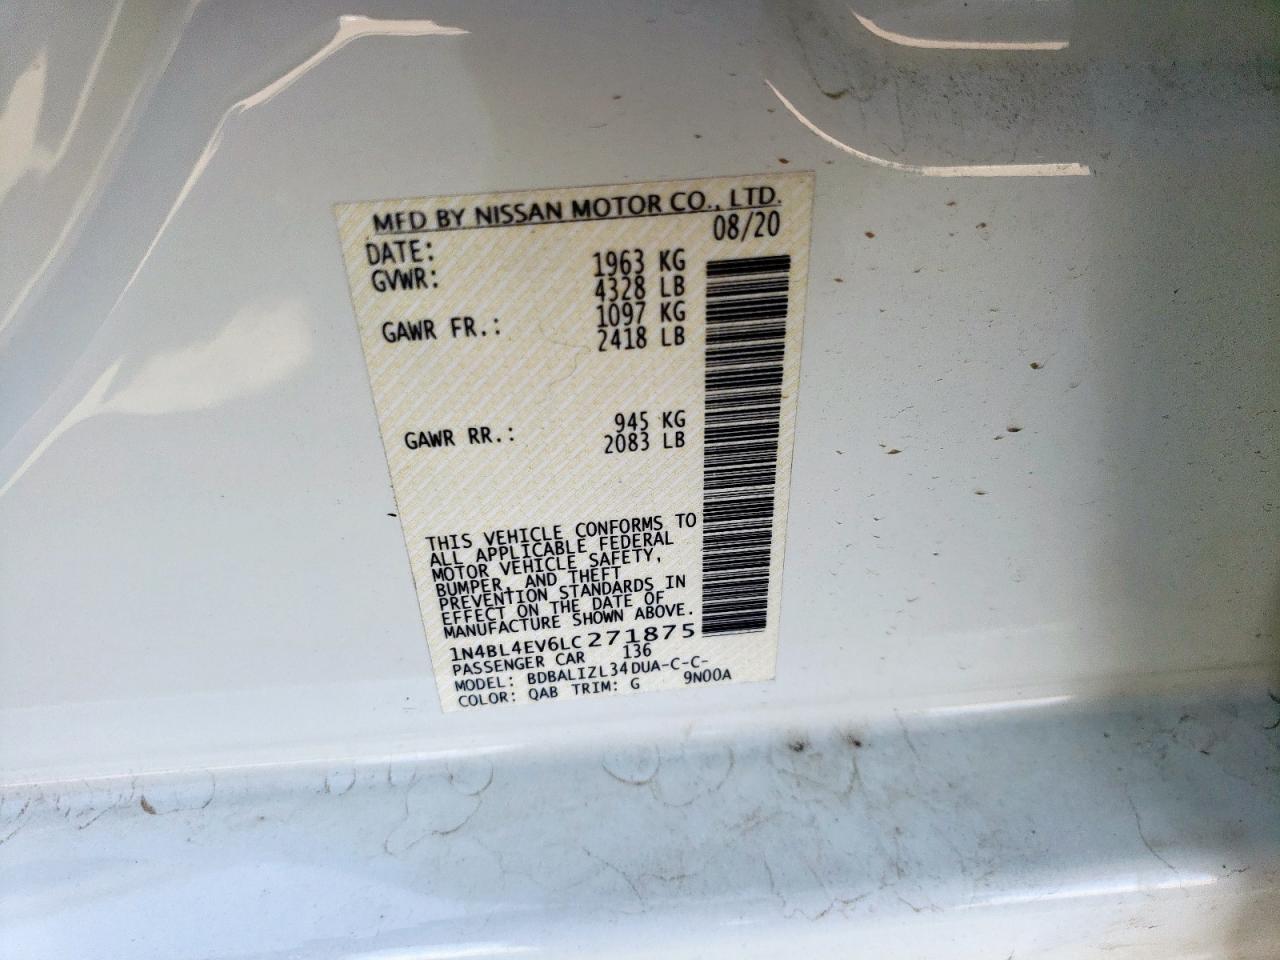 MFD BY NISSAN MOTOR CO., LTD.
DATE: 08/20
GVWR: 1963 KG
4328 LB
GAWR FR.: 1097 KG
2418 LB
GAWR RR.: 945 KG
2083 LB
THIS VEHICLE CONFORMS TO
ALL APPLICABLE FEDERAL
MOTOR VEHICLE SAFETY,
BUMPER, AND THEFT
PREVENTION STANDARDS IN
EFFECT ON THE DATE OF
MANUFACTURE SHOWN ABOVE.
1N4BL4EV6LC271875
PASSENGER CAR 136
MODEL: BDBALIZL34DUA-C-C-
COLOR: QAB TRIM: G 9N00A